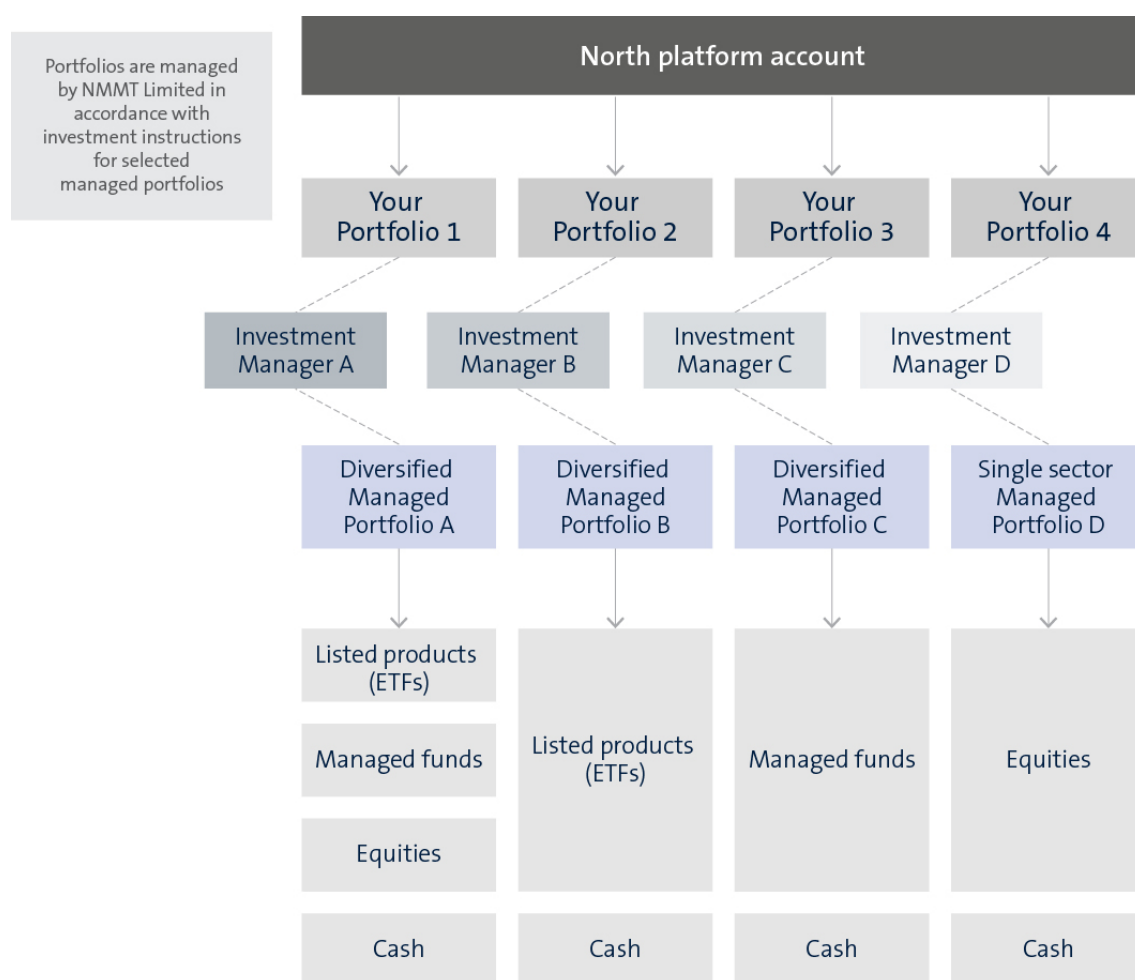 North platform account
Portfolios are managed
by NMMT Limited in
accordance with
investment instructions
for selected
managed portfolios
Your
Portfolio 1
Your
Portfolio 2
Your
Portfolio 3
Your
Portfolio 4
Investment
Manager A
Investment
Manager B
Investment
Manager C
Investment
Manager D
Diversified
Managed
Portfolio A
Diversified
Managed
Portfolio B
Diversified
Managed
Portfolio C
Single sector
Managed
Portfolio D
Listed products
(ETFs)
Managed funds
Equities
Listed products
(ETFs)
Managed funds
Equities
Cash
Cash
Cash
Cash